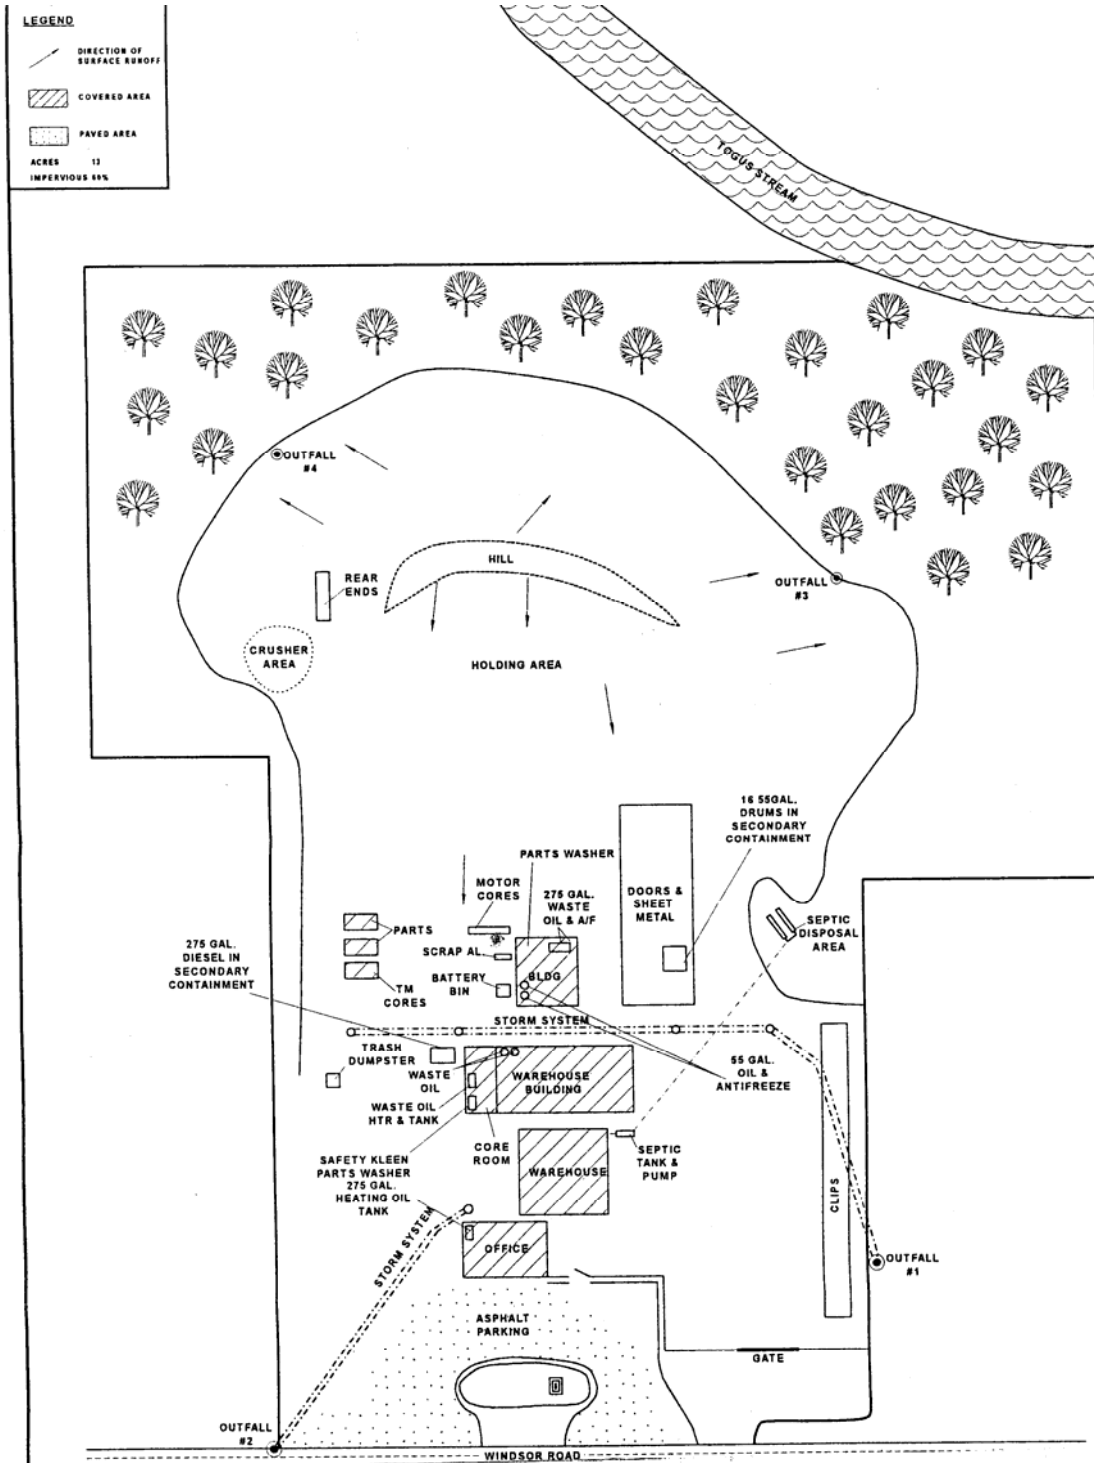 LEGEND
DIRECTION OF
SURFACE RUNOFF
COVERED AREA
PAVED AREA
ACRES 13
TOGUS STREAM
OUTFALL
#4
HILL
REAR
ENDS
OUTFALL
#3
CRUSHER
AREA
HOLDING AREA
16 55GAL.
DRUMS IN
SECONDARY
CONTAINMENT
PARTS WASHER
MOTOR
CORES
275 GAL.
WASTE
OIL & A/F
DOORS &
SHEET
METAL
SEPTIC
DISPOSAL
AREA
PARTS
275 GAL.
DIESEL IN
SECONDARY
CONTAINMENT
SCRAP AL.
BATTERY
BIN
BLDG
TM
CORES
STORM SYSTEM
TRASH
DUMPSTER
WASTE
OIL
WAREHOUSE
BUILDING
55 GAL.
OIL &
ANTIFREEZE
WASTE OIL
HTR & TANK
CORE
ROOM
SEPTIC
TANK &
PUMP
SAFETY KLEEN
PARTS WASHER
275 GAL.
HEATING OIL
TANK
WAREHOUSE
CLIPS
STORM SYSTEM
OFFICE
OUTFALL
#1
ASPHALT
PARKING
GATE
OUTFALL
#2
WINDSOR ROAD